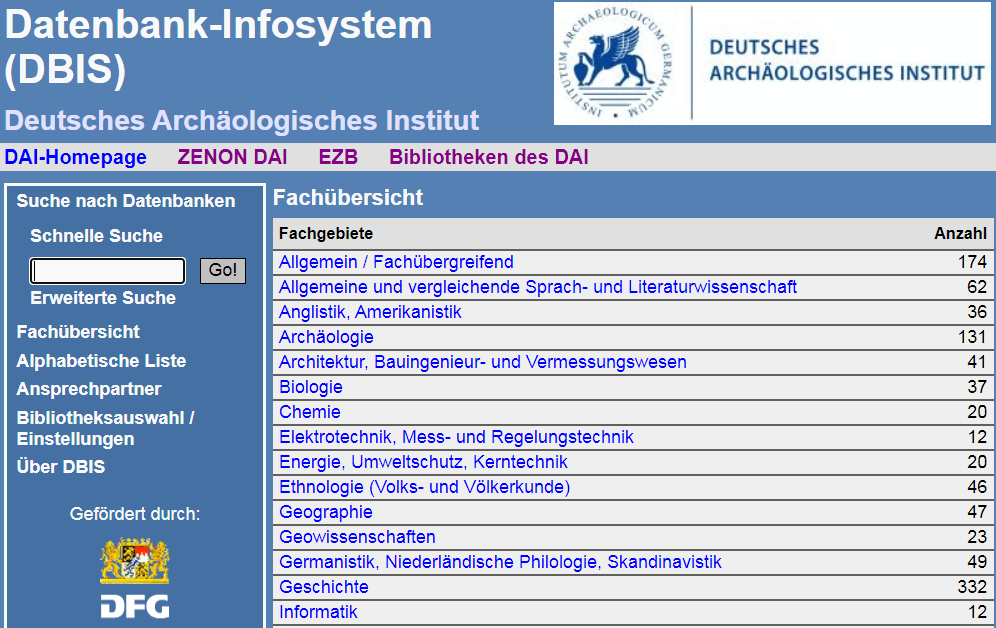 Datenbank-Infosystem
(DBIS)
Deutsches Archäologisches Institut
INSTITUTUM ARCHAEOLOGICUM GERMANICUM
DEUTSCHES
ARCHÄOLOGISCHES INSTITUT
DAI-Homepage ZENON DAI EZB Bibliotheken des DAI
Suche nach Datenbanken
Schnelle Suche
Go!
Erweiterte Suche
Fachübersicht
Alphabetische Liste
Ansprechpartner
Bibliotheksauswahl /
Einstellungen
Über DBIS
Gefördert durch:
DFG
Fachübersicht
Fachgebiete Anzahl
Allgemein / Fachübergreifend 174
Allgemeine und vergleichende Sprach- und Literaturwissenschaft 62
Anglistik, Amerikanistik 36
Archäologie 131
Architektur, Bauingenieur- und Vermessungswesen 41
Biologie 37
Chemie 20
Elektrotechnik, Mess- und Regelungstechnik 12
Energie, Umweltschutz, Kerntechnik 20
Ethnologie (Volks- und Völkerkunde) 46
Geographie 47
Geowissenschaften 23
Germanistik, Niederländische Philologie, Skandinavistik 49
Geschichte 332
Informatik 12